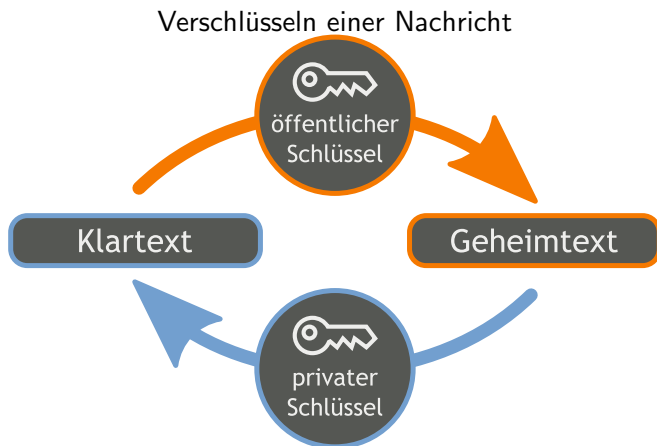 Verschlüsseln einer Nachricht
öffentlicher
Schlüssel
Klartext
Geheimtext
privater
Schlüssel